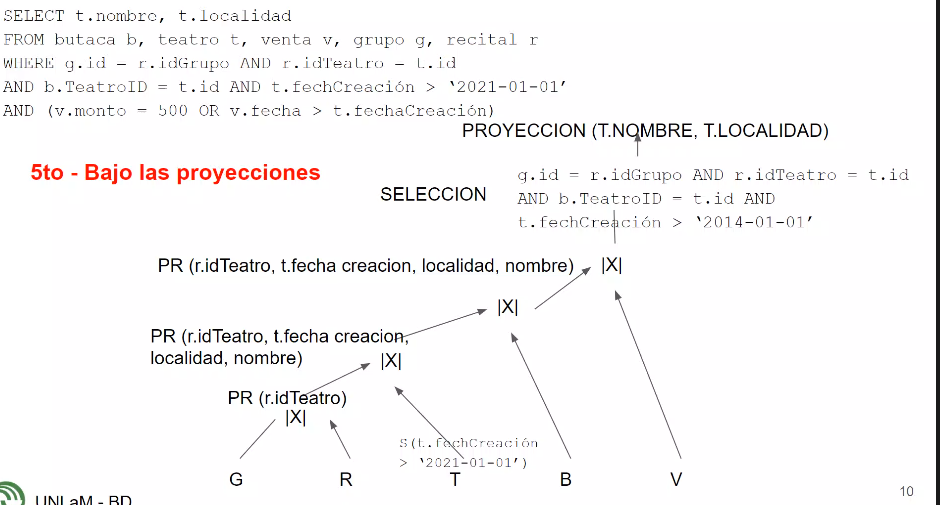 SELECT t.nombre, t.localidad
FROM butaca b, teatro t, venta v, grupo g, recital r
WHERE g.id = r.idGrupo AND r.idTeatro = t.id
AND b.TeatroID = t.id AND t.fechCreación > ‘2021-01-01’
AND (v.monto = 500 OR v.fecha > t.fechaCreación)
PROYECCION (T.NOMBRE, T.LOCALIDAD)
5to - Bajo las proyecciones
SELECCION
g.id = r.idGrupo AND r.idTeatro = t.id
AND b.TeatroID = t.id AND
t.fechCreación > ‘2014-01-01’
PR (r.idTeatro, t.fecha creacion, localidad, nombre)
|X|
|X|
PR (r.idTeatro, t.fecha creacion,
localidad, nombre)
|X|
PR (r.idTeatro)
|X|
S(t.fechCreación
> ‘2021-01-01’)
G R T B V
UNLaM - BD
10